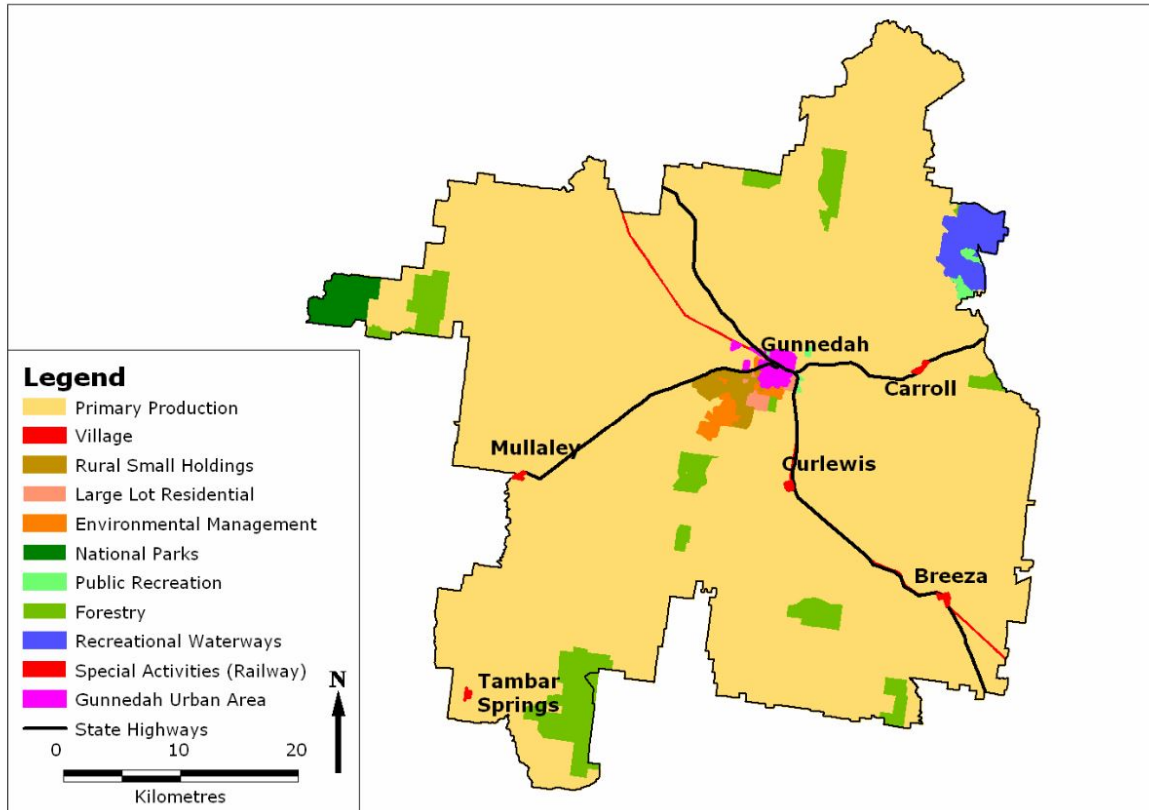 Gunnedah
Carroll
Mullaley
Curlewis
Breeza
Tambar
Springs
Legend
Primary Production
Village
Rural Small Holdings
Large Lot Residential
Environmental Management
National Parks
Public Recreation
Forestry
Recreational Waterways
Special Activities (Railway)
Gunnedah Urban Area
State Highways
N
0 10 20
Kilometres